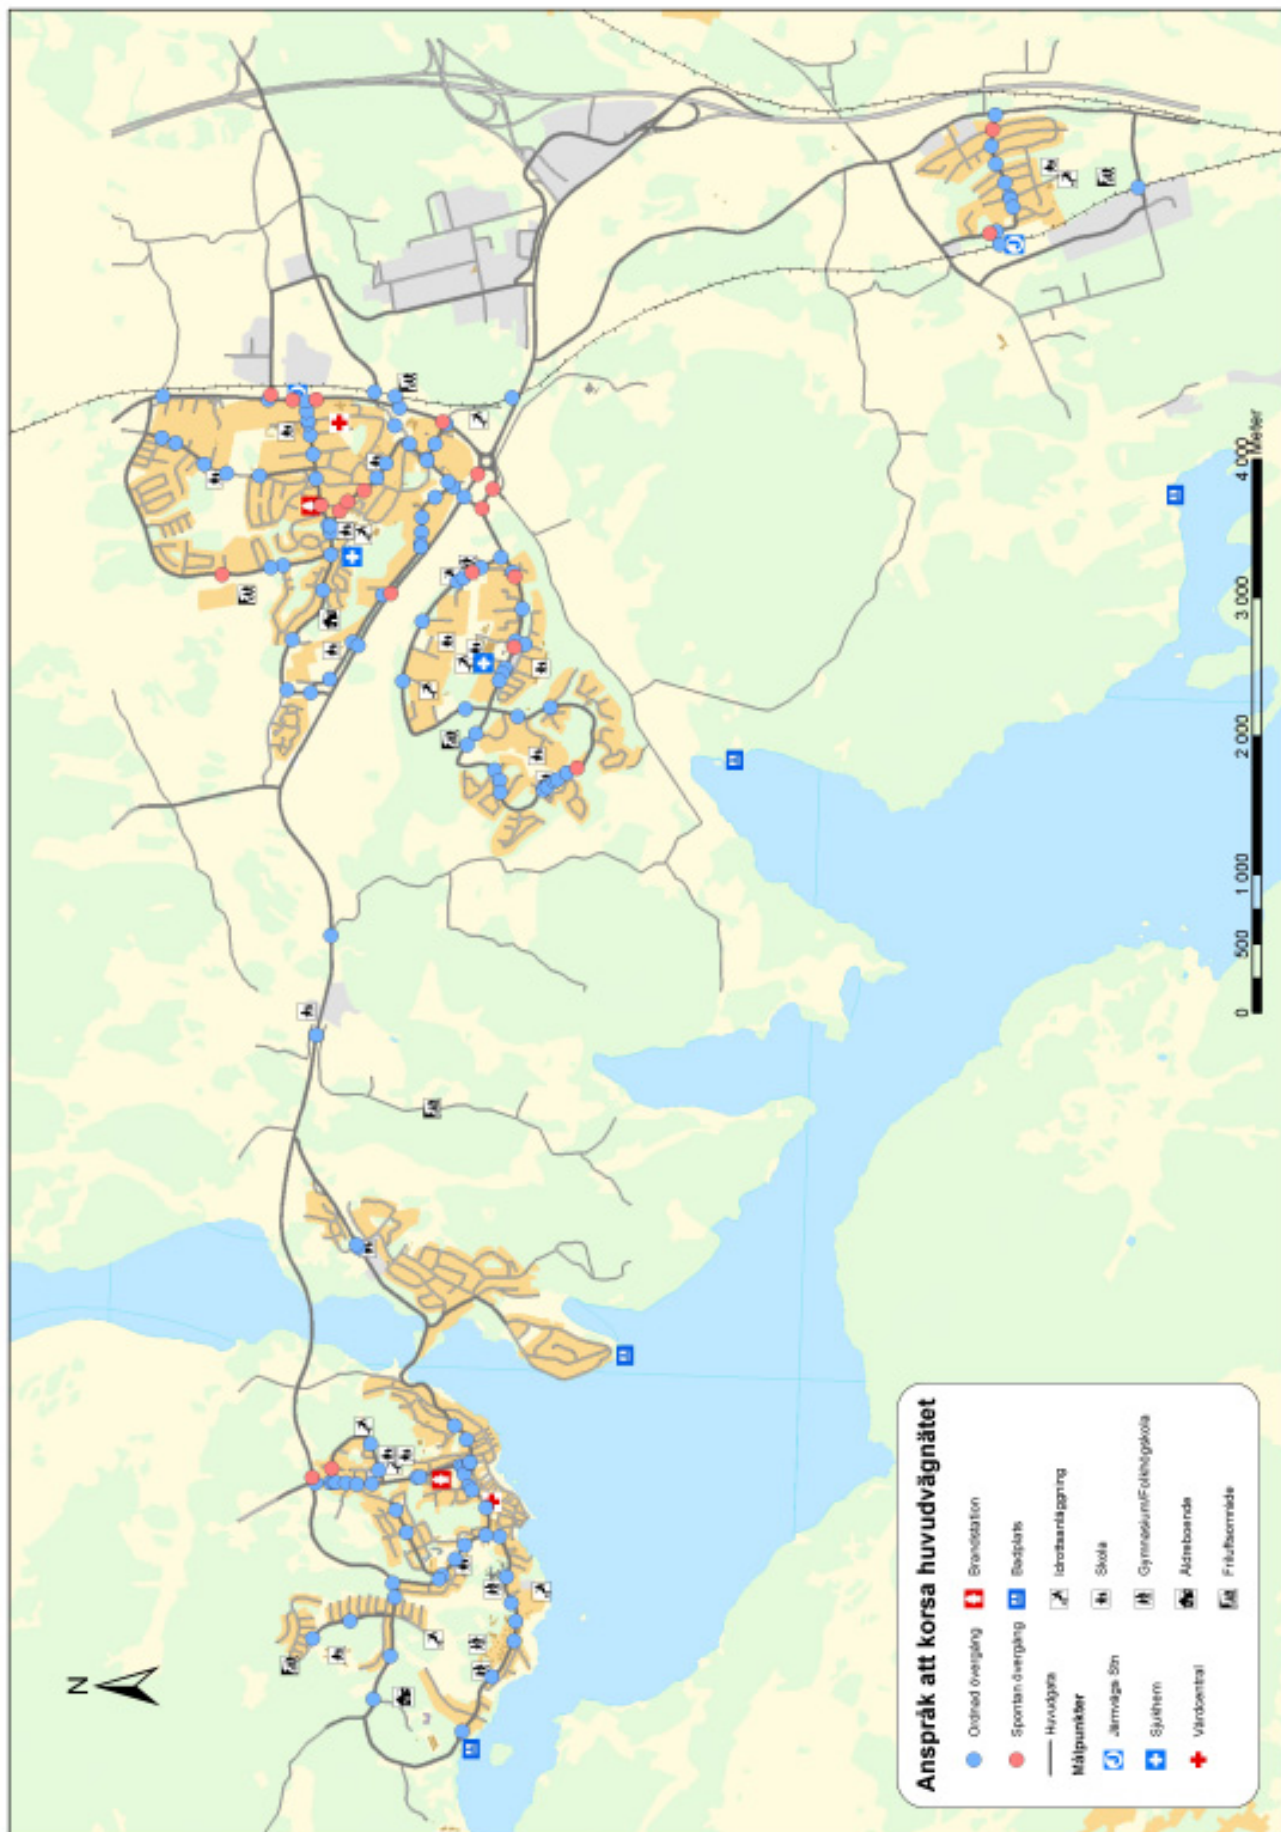 N
Anspråk att korsa huvudvägnätet
Ordnad övergång
Spontan övergång
Huvudgata
Målpunkter
Järnvägs Stn
Sjukhem
Vårdcentral
Brandstation
Badplats
Idrottsanläggning
Skola
Gymnasium/Folkhögskola
Äldreboende
Friluftsområde
0 500 1 000 2 000 3 000 4 000
Meter